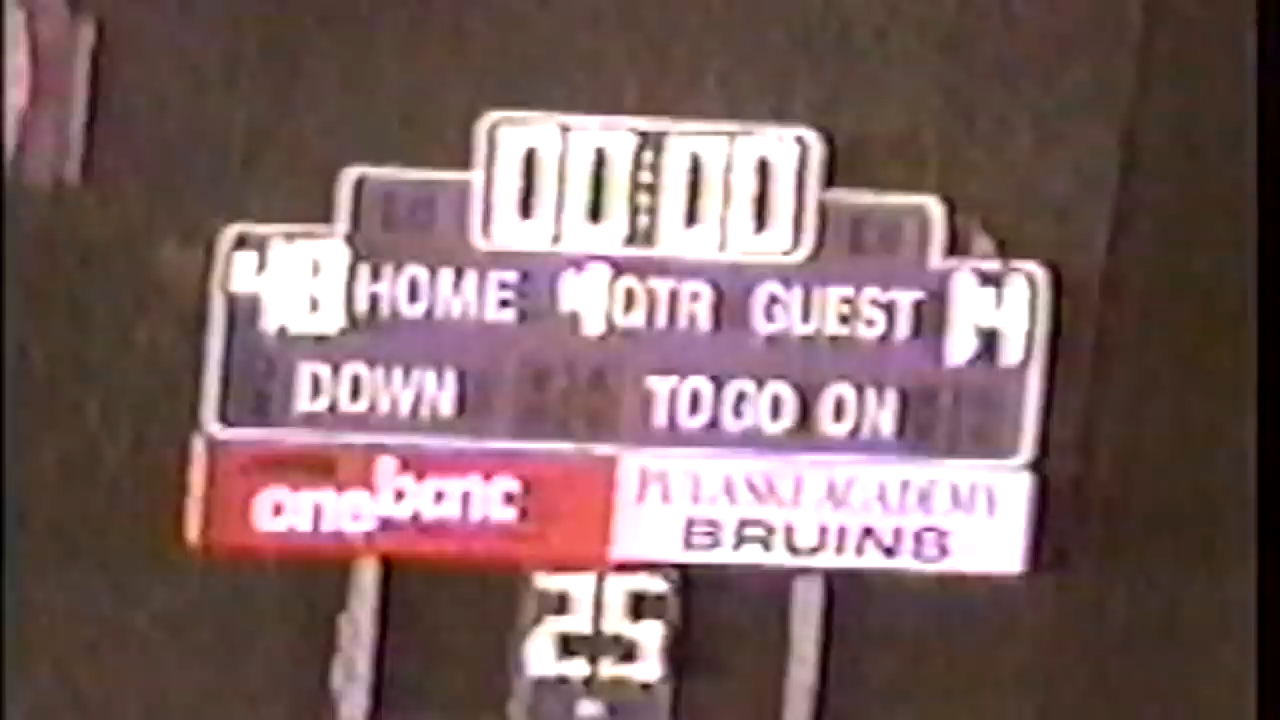 00:00
48 HOME 4 QTR GUEST 14
DOWN TO GO ON
onebanc
PULASKI ACADEMY
BRUINS
25